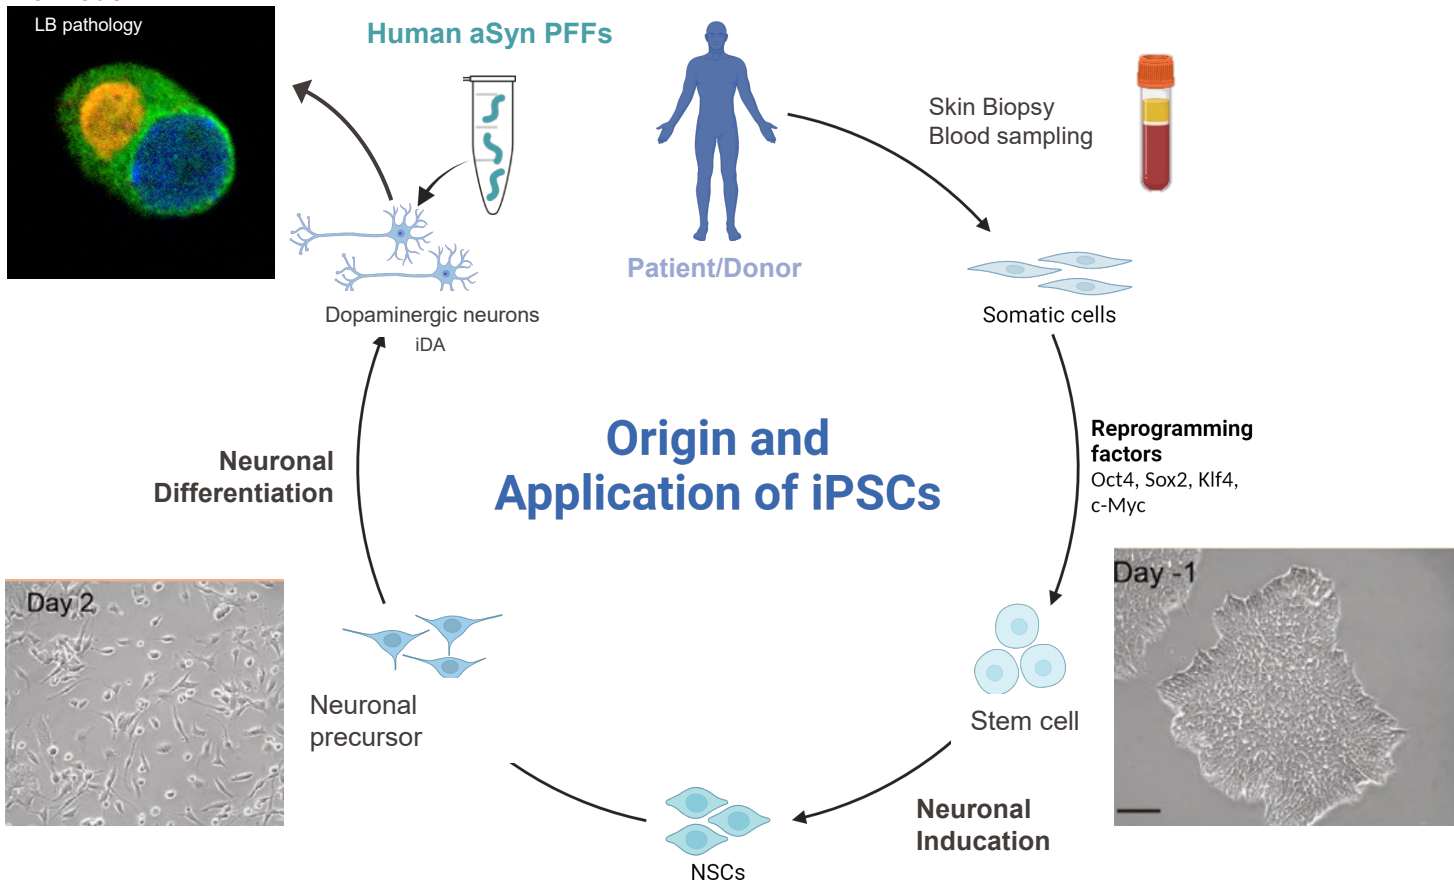 LB pathology
Human aSyn PFFs
Skin Biopsy
Blood sampling
Patient/Donor
Somatic cells
Dopaminergic neurons
iDA
Origin and
Application of iPSCs
Reprogramming
factors
Oct4, Sox2, Klf4,
c-Myc
Neuronal
Differentiation
Day -1
Day 2
Neuronal
precursor
Stem cell
Neuronal
Inducation
NSCs